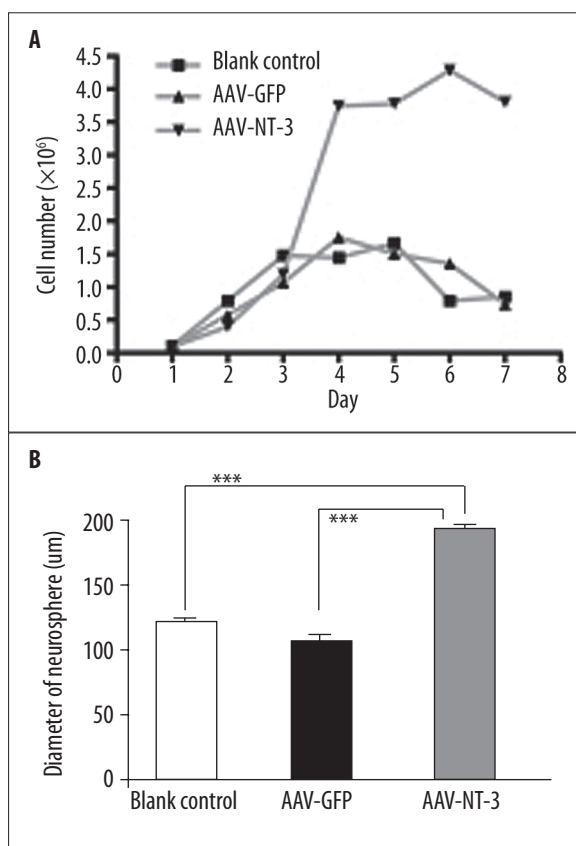 A
Blank control
AAV-GFP
AAV-NT-3
4.5
4.0
3.5
3.0
2.5
2.0
1.5
1.0
0.5
0.0
Cell number (×10⁶)
0 1 2 3 4 5 6 7 8
Day
B
***
***
200
150
100
50
0
Diameter of neurosphere (um)
Blank control AAV-GFP AAV-NT-3